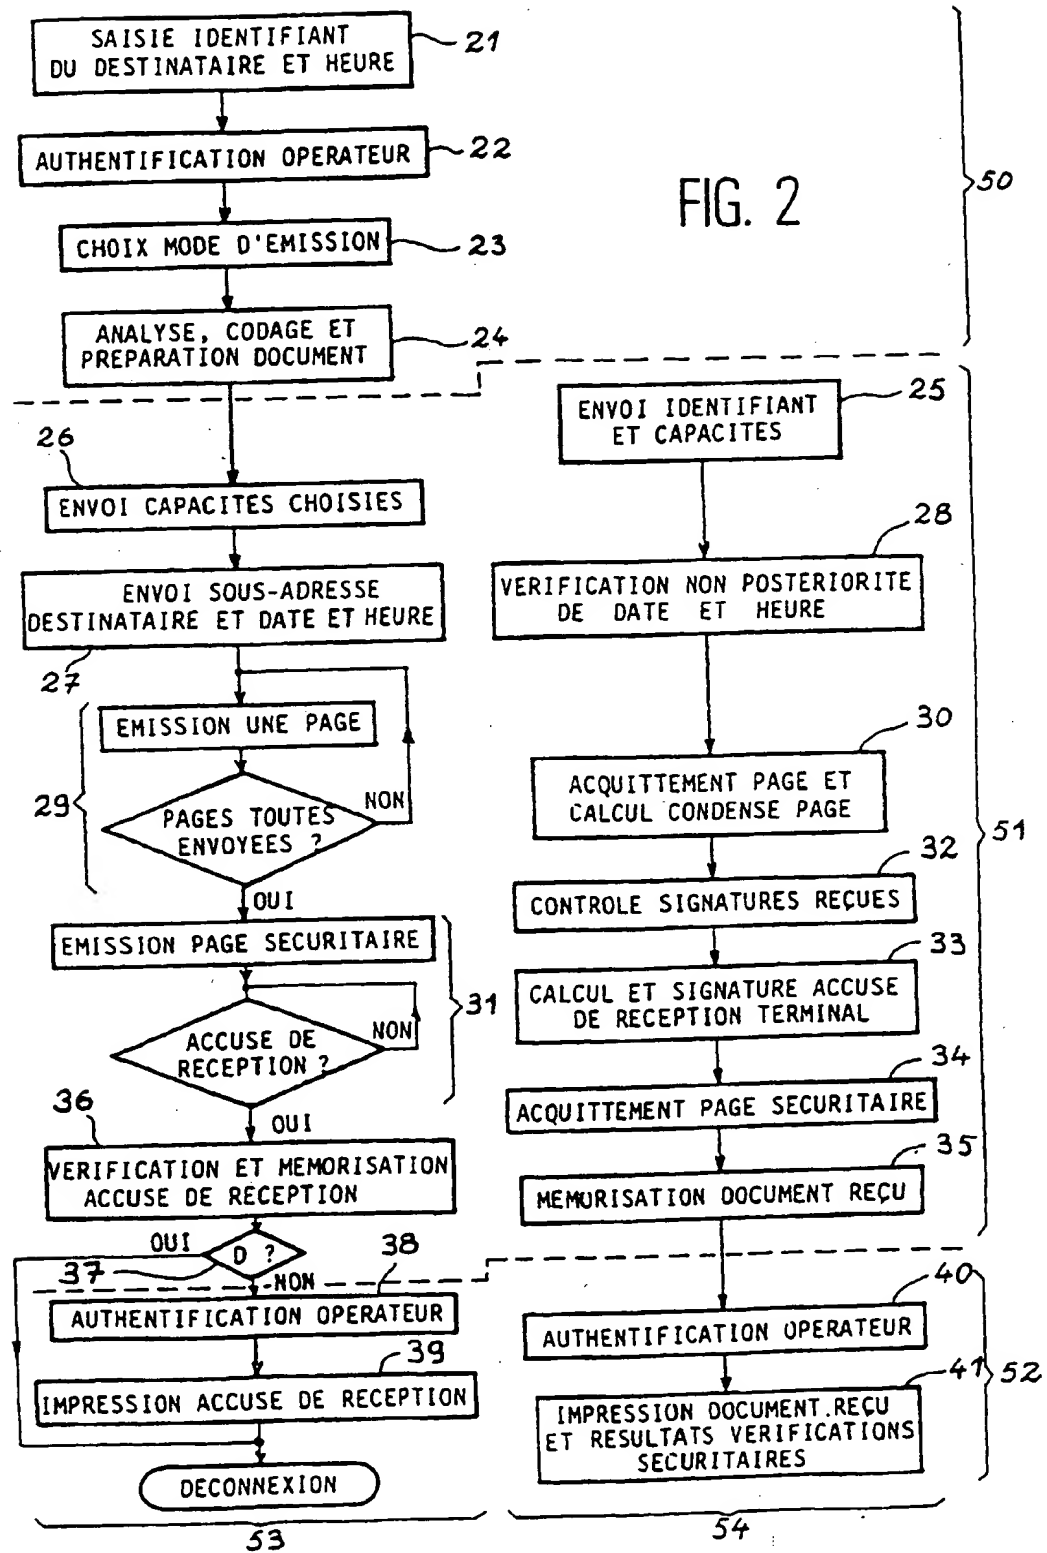 SAISIE IDENTIFIANT
DU DESTINATAIRE ET HEURE
21
AUTHENTIFICATION OPERATEUR
22
CHOIX MODE D'EMISSION
23
ANALYSE, CODAGE ET
PREPARATION DOCUMENT
24
FIG. 2
50
26
ENVOI CAPACITES CHOISIES
ENVOI SOUS-ADRESSE
DESTINATAIRE ET DATE ET HEURE
27
EMISSION UNE PAGE
29
PAGES TOUTES
ENVOYEES ?
NON
OUI
EMISSION PAGE SECURITAIRE
31
ACCUSE DE
RECEPTION ?
NON
OUI
36
VERIFICATION ET MEMORISATION
ACCUSE DE RECEPTION
OUI
D ?
37
NON
38
AUTHENTIFICATION OPERATEUR
39
IMPRESSION ACCUSE DE RECEPTION
DECONNEXION
53
ENVOI IDENTIFIANT
ET CAPACITES
25
28
VERIFICATION NON POSTERIORITE
DE DATE ET HEURE
30
ACQUITTEMENT PAGE ET
CALCUL CONDENSE PAGE
51
32
CONTROLE SIGNATURES REÇUES
33
CALCUL ET SIGNATURE ACCUSE
DE RECEPTION TERMINAL
34
ACQUITTEMENT PAGE SECURITAIRE
35
MEMORISATION DOCUMENT REÇU
40
AUTHENTIFICATION OPERATEUR
41
52
IMPRESSION DOCUMENT.REÇU
ET RESULTATS VERIFICATIONS
SECURITAIRES
54